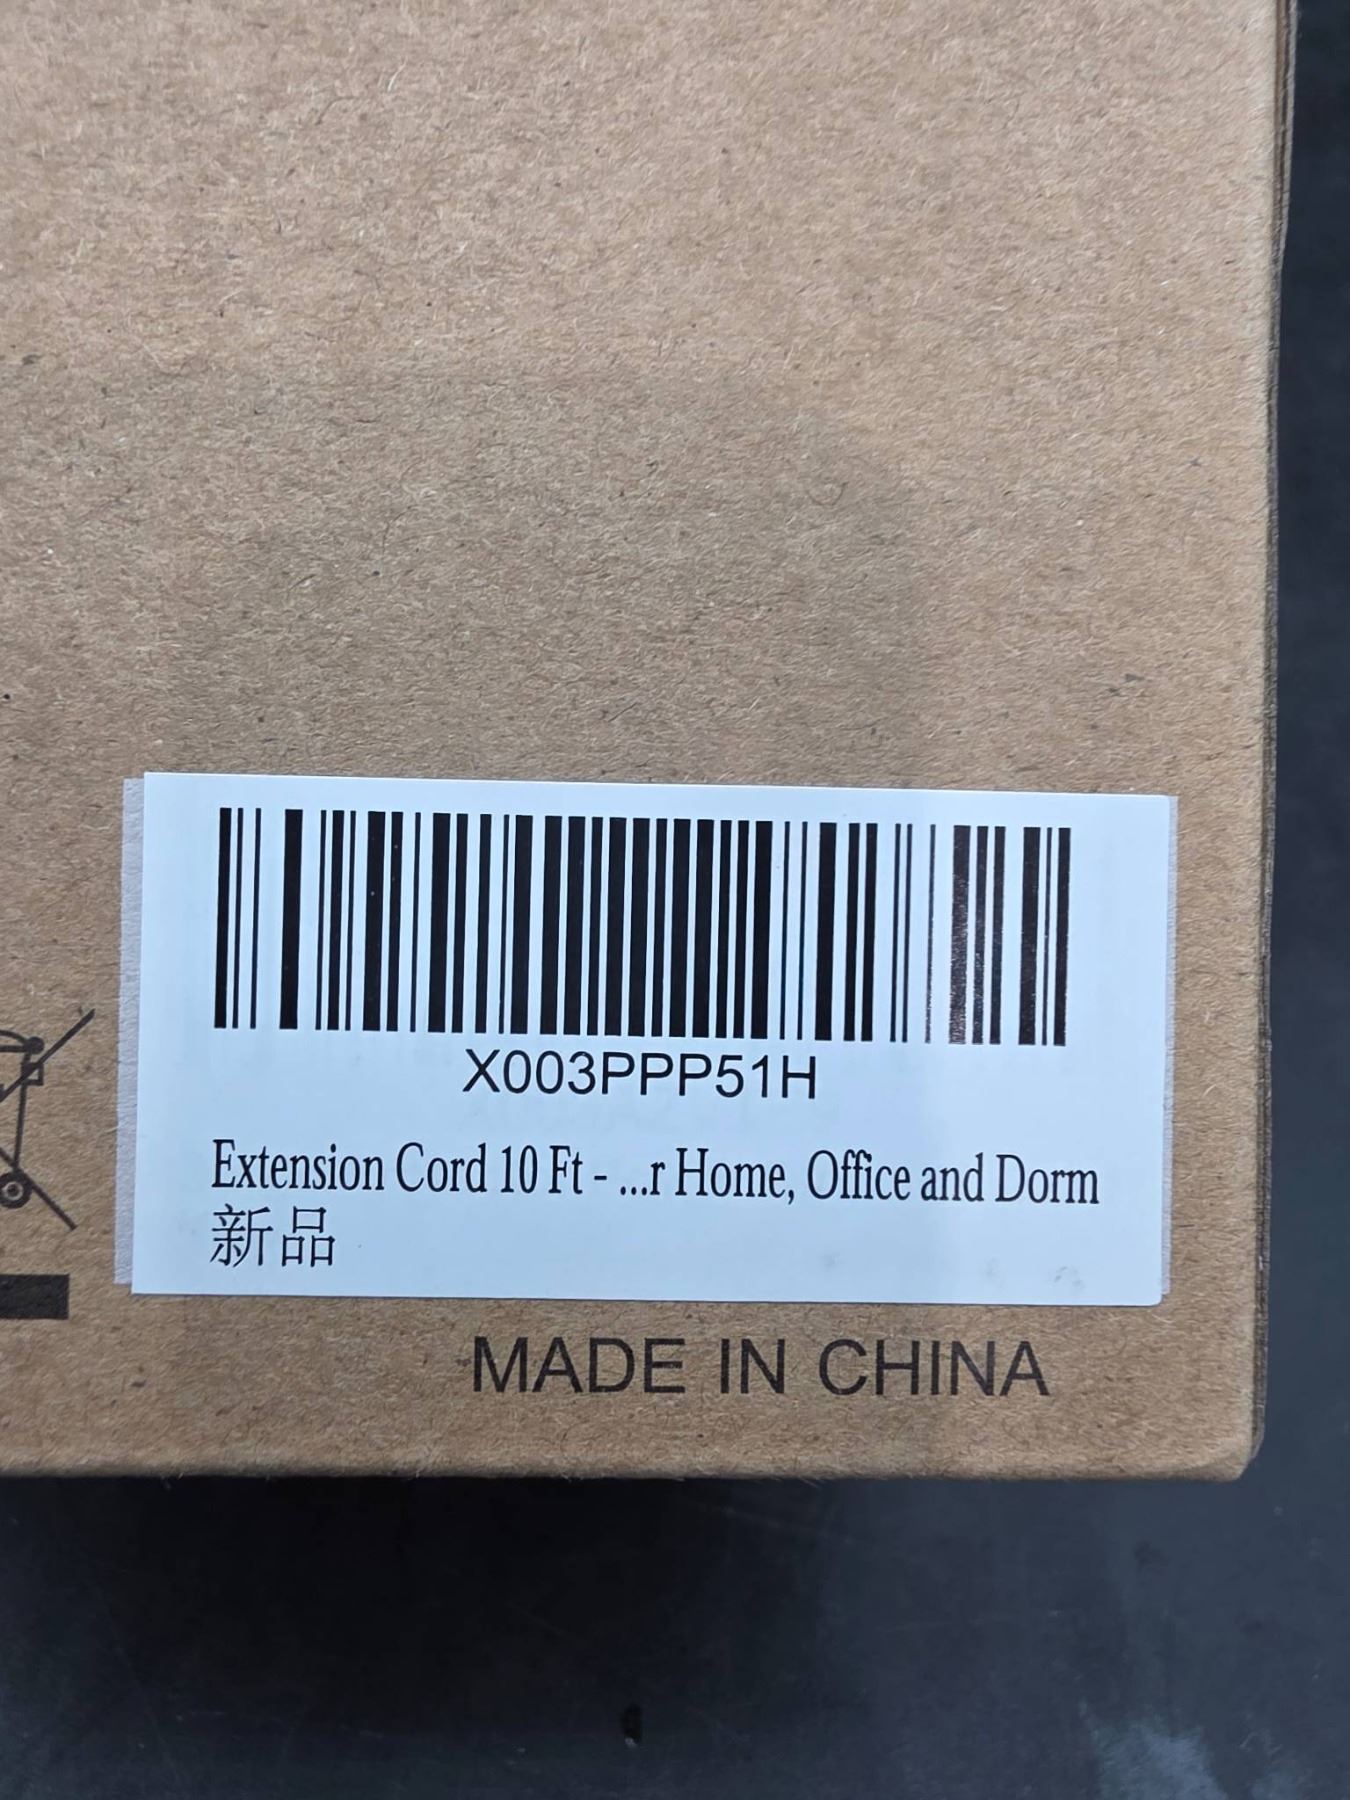 X003PPP51H
Extension Cord 10 Ft - ...r Home, Office and Dorm
新品
MADE IN CHINA